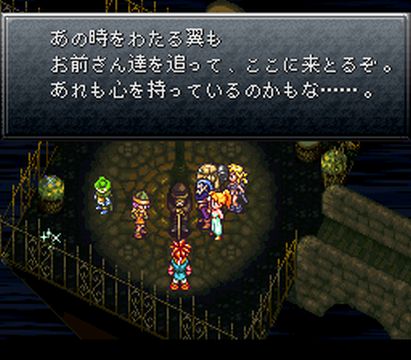 あの時をわたる翼も
お前さん達を追って、ここに来とるぞ。
あれも心を持っているのかもな……。